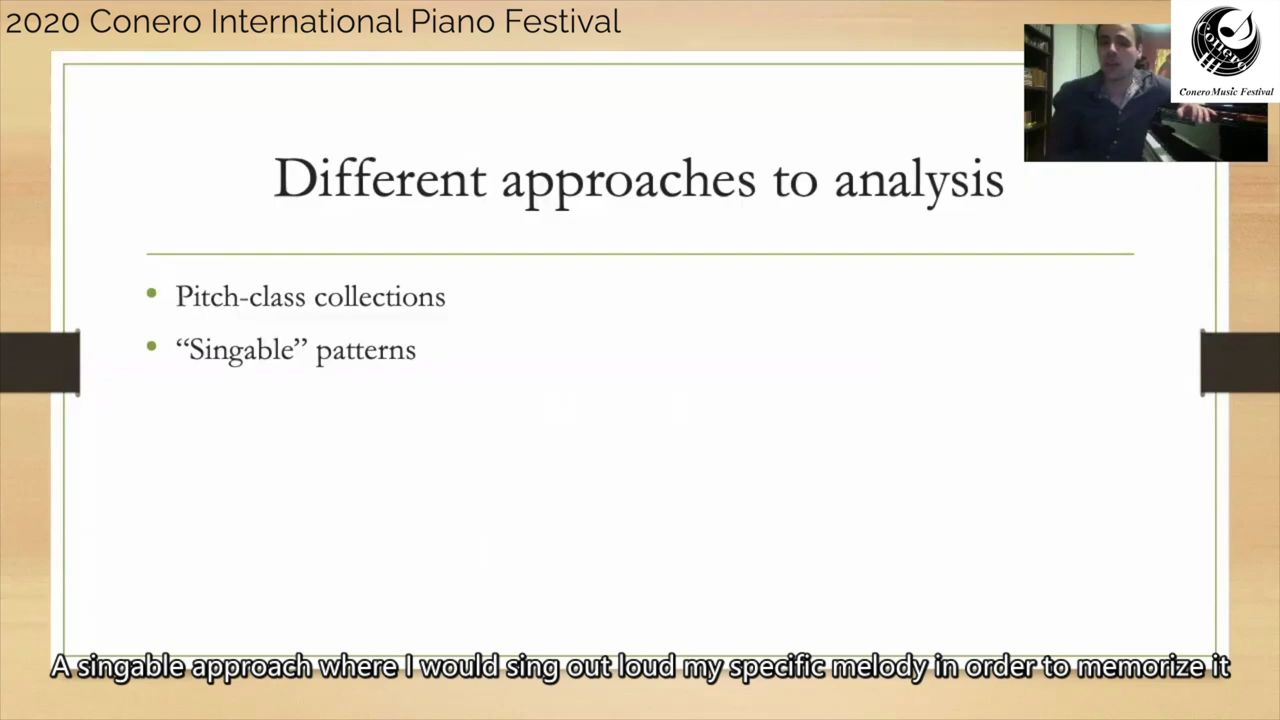 2020 Conero International Piano Festival
Conero
Conero Music Festival
Different approaches to analysis
• Pitch-class collections
• “Singable” patterns
A singable approach where I would sing out loud my specific melody in order to memorize it